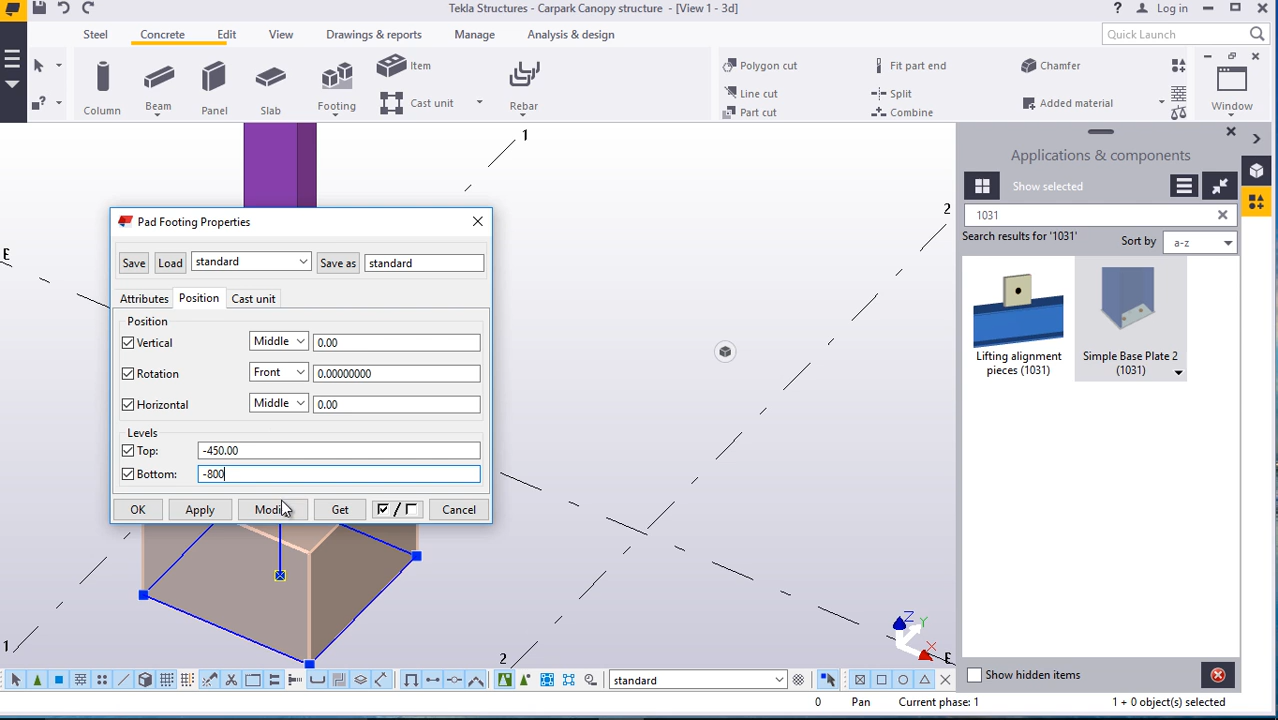 Tekla Structures - Carpark Canopy structure - [View 1 - 3d]
? Log in
Steel Concrete Edit View Drawings & reports Manage Analysis & design
Quick Launch
Column Beam Panel Slab Footing Item Cast unit Rebar
Polygon cut Fit part end Chamfer
Line cut Split Added material
Part cut Combine
Window
1
2
E
Applications & components
Show selected
1031
Search results for '1031'
Sort by a-z
Lifting alignment pieces (1031)
Simple Base Plate 2 (1031)
Pad Footing Properties
Save Load standard Save as standard
Attributes Position Cast unit
Position
Vertical Middle 0.00
Rotation Front 0.00000000
Horizontal Middle 0.00
Levels
Top: -450.00
Bottom: -800
OK Apply Modi Get / Cancel
1
2
Z
Y
X
E
Show hidden items
standard
0 Pan Current phase: 1 1 + 0 object(s) selected